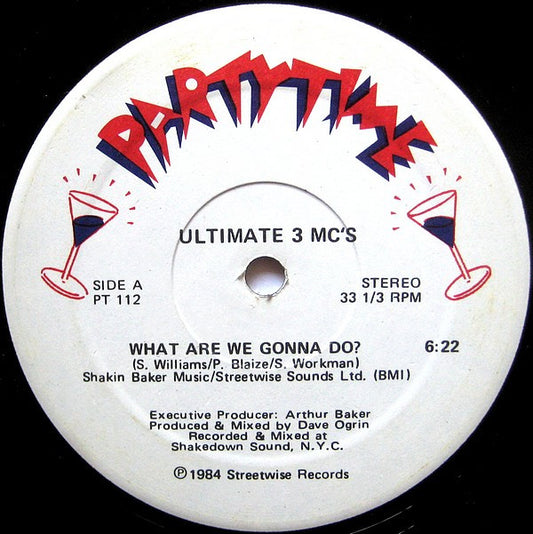 PARTYTIME
ULTIMATE 3 MC'S
SIDE A
PT 112
STEREO
33 1/3 RPM
WHAT ARE WE GONNA DO? 6:22
(S. Williams/P. Blaize/S. Workman)
Shakin Baker Music/Streetwise Sounds Ltd. (BMI)
Executive Producer: Arthur Baker
Produced & Mixed by Dave Ogrin
Recorded & Mixed at
Shakedown Sound, N.Y.C.
℗ 1984 Streetwise Records